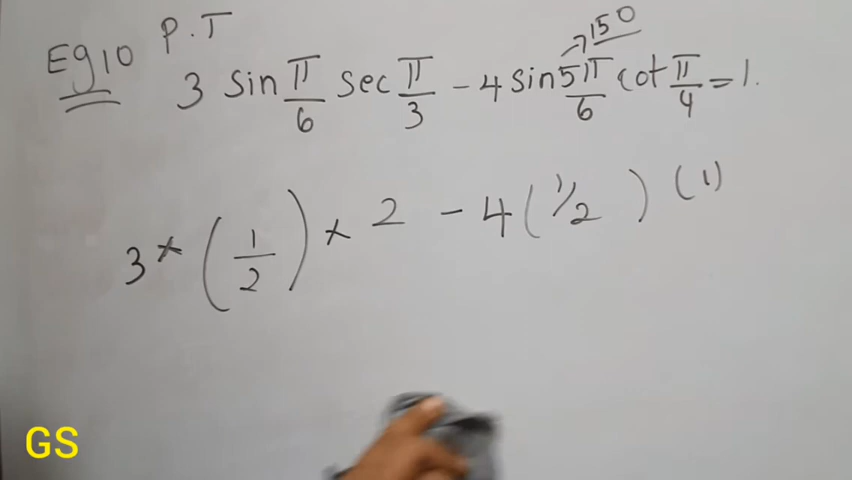 Eg10 P.T
→150
3 sin π/6 sec π/3 - 4 sin 5π/6 cot π/4 = 1.
3 * (1/2) × 2 - 4 (1/2) (1)
GS